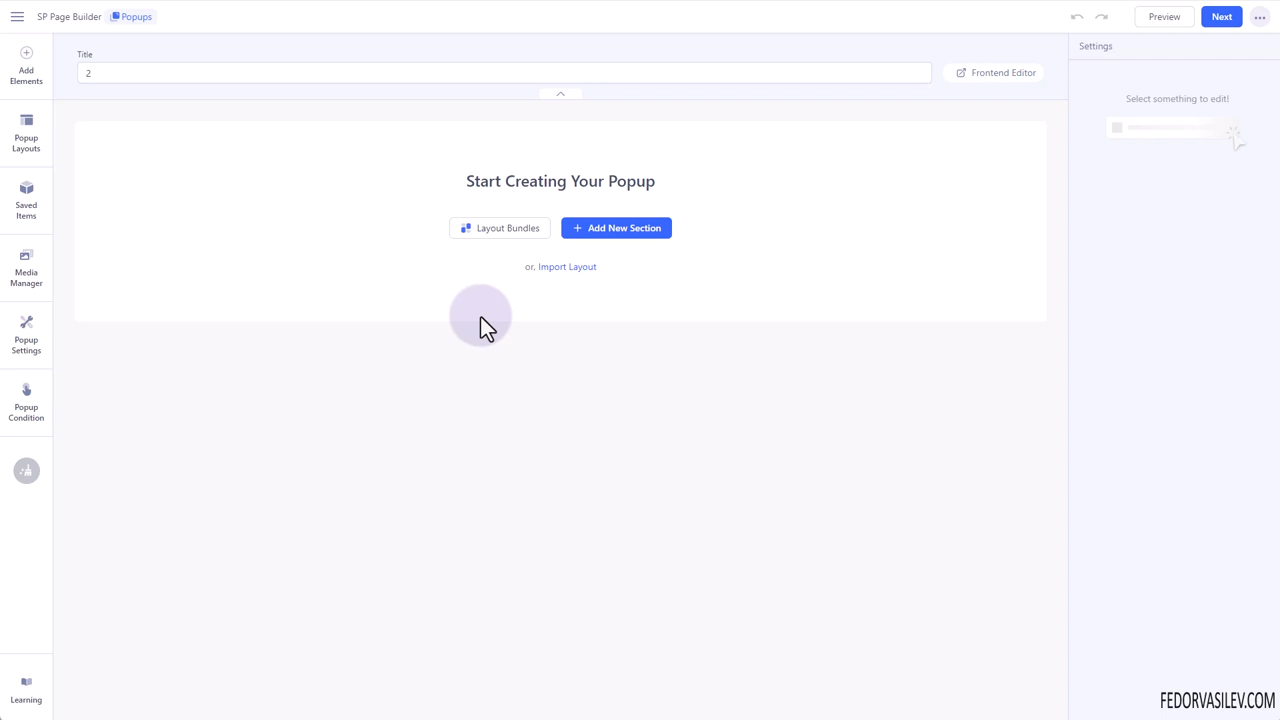 SP Page Builder Popups
Preview
Next
Add
Elements
Popup
Layouts
Saved
Items
Media
Manager
Popup
Settings
Popup
Condition
Learning
Title
2
Frontend Editor
Start Creating Your Popup
Layout Bundles
+ Add New Section
or, Import Layout
Settings
Select something to edit!
FEDORVASILEV.COM